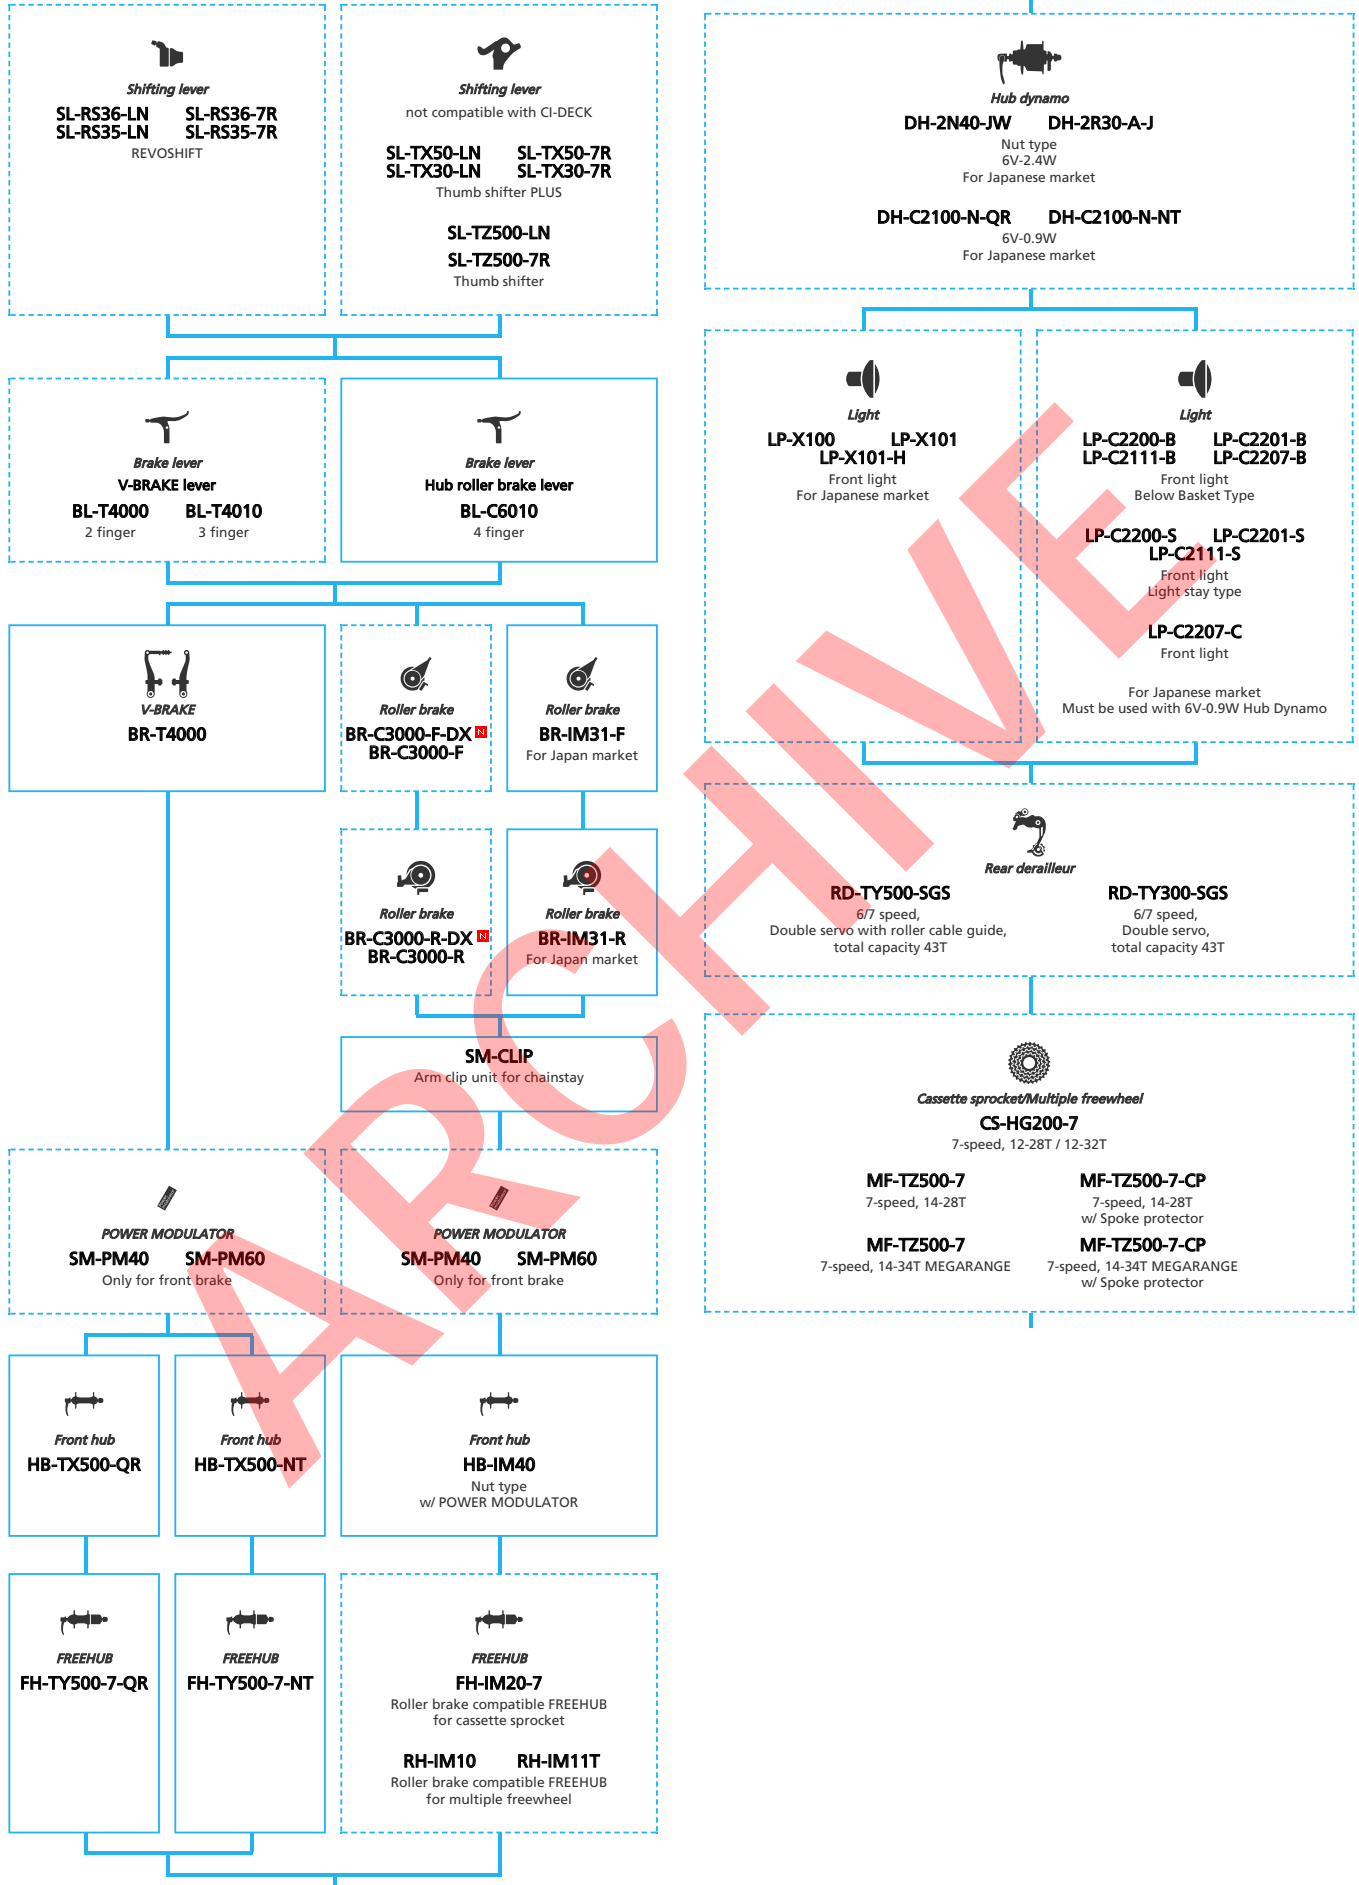 Shifting lever
SL-RS36-LN SL-RS36-7R
SL-RS35-LN SL-RS35-7R
REVOSHIFT
Shifting lever
not compatible with CI-DECK
SL-TX50-LN SL-TX50-7R
SL-TX30-LN SL-TX30-7R
Thumb shifter PLUS
SL-TZ500-LN
SL-TZ500-7R
Thumb shifter
Brake lever
V-BRAKE lever
BL-T4000 BL-T4010
2 finger 3 finger
Brake lever
Hub roller brake lever
BL-C6010
4 finger
V-BRAKE
BR-T4000
Roller brake
BR-C3000-F-DX N
BR-C3000-F
Roller brake
BR-IM31-F
For Japan market
Roller brake
BR-C3000-R-DX N
BR-C3000-R
Roller brake
BR-IM31-R
For Japan market
SM-CLIP
Arm clip unit for chainstay
POWER MODULATOR
SM-PM40 SM-PM60
Only for front brake
POWER MODULATOR
SM-PM40 SM-PM60
Only for front brake
Front hub
HB-TX500-QR
Front hub
HB-TX500-NT
Front hub
HB-IM40
Nut type
w/ POWER MODULATOR
FREEHUB
FH-TY500-7-QR
FREEHUB
FH-TY500-7-NT
FREEHUB
FH-IM20-7
Roller brake compatible FREEHUB
for cassette sprocket
RH-IM10 RH-IM11T
Roller brake compatible FREEHUB
for multiple freewheel
Hub dynamo
DH-2N40-JW DH-2R30-A-J
Nut type
6V-2.4W
For Japanese market
DH-C2100-N-QR DH-C2100-N-NT
6V-0.9W
For Japanese market
Light
LP-X100 LP-X101
LP-X101-H
Front light
For Japanese market
Light
LP-C2200-B LP-C2201-B
LP-C2111-B LP-C2207-B
Front light
Below Basket Type
LP-C2200-S LP-C2201-S
LP-C2111-S
Front light
Light stay type
LP-C2207-C
Front light
For Japanese market
Must be used with 6V-0.9W Hub Dynamo
Rear derailleur
RD-TY500-SGS
6/7 speed,
Double servo with roller cable guide,
total capacity 43T
RD-TY300-SGS
6/7 speed,
Double servo,
total capacity 43T
Cassette sprocket/Multiple freewheel
CS-HG200-7
7-speed, 12-28T / 12-32T
MF-TZ500-7
7-speed, 14-28T
MF-TZ500-7-CP
7-speed, 14-28T
w/ Spoke protector
MF-TZ500-7
7-speed, 14-34T MEGARANGE
MF-TZ500-7-CP
7-speed, 14-34T MEGARANGE
w/ Spoke protector
ARCHIVE